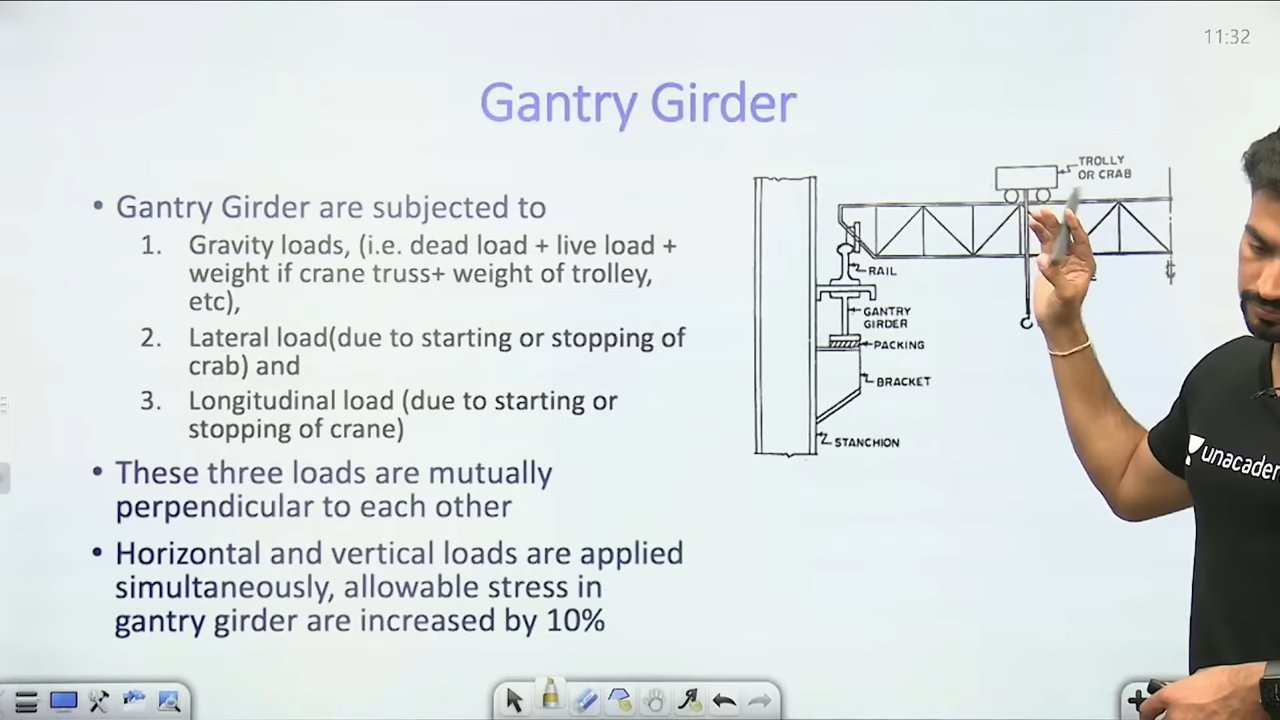 11:32
Gantry Girder
• Gantry Girder are subjected to
1. Gravity loads, (i.e. dead load + live load +
weight if crane truss+ weight of trolley,
etc),
2. Lateral load(due to starting or stopping of
crab) and
3. Longitudinal load (due to starting or
stopping of crane)
• These three loads are mutually
perpendicular to each other
• Horizontal and vertical loads are applied
simultaneously, allowable stress in
gantry girder are increased by 10%
TROLLY
OR CRAB
RAIL
GANTRY
GIRDER
PACKING
BRACKET
STANCHION
unacadem